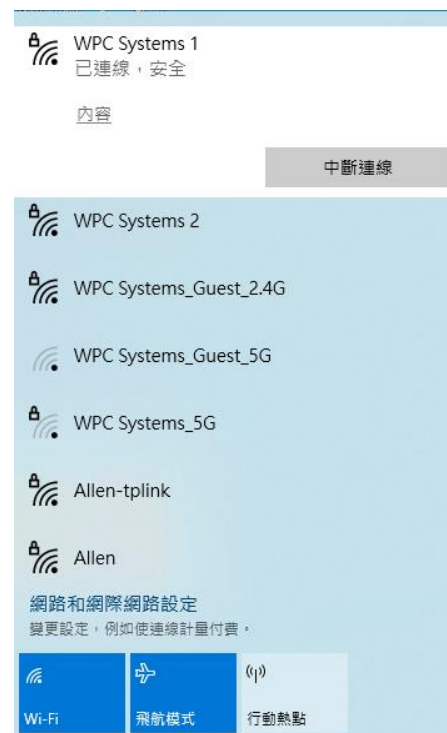 WPC Systems 1
已連線，安全
內容
中斷連線
WPC Systems 2
WPC Systems_Guest_2.4G
WPC Systems_Guest_5G
WPC Systems_5G
Allen-tplink
Allen
網路和網際網路設定
變更設定，例如使連線計量付費。
Wi-Fi
飛航模式
行動熱點